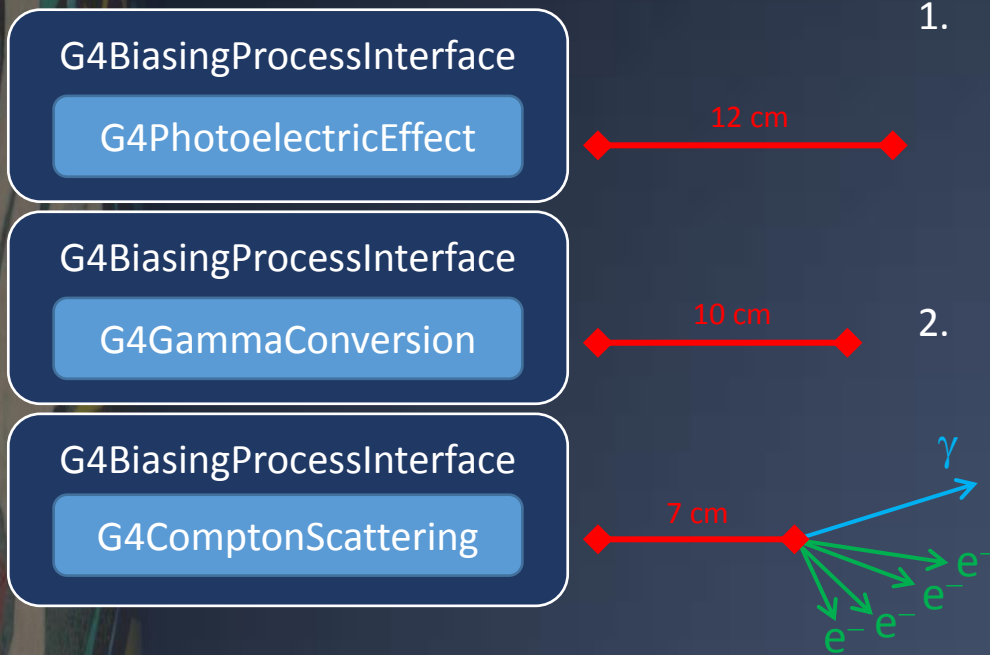 1.
G4BiasingProcessInterface
G4PhotoelectricEffect
12 cm
G4BiasingProcessInterface
G4GammaConversion
10 cm
2.
G4BiasingProcessInterface
G4ComptonScattering
7 cm
γ
e⁻
e⁻
e⁻
e⁻